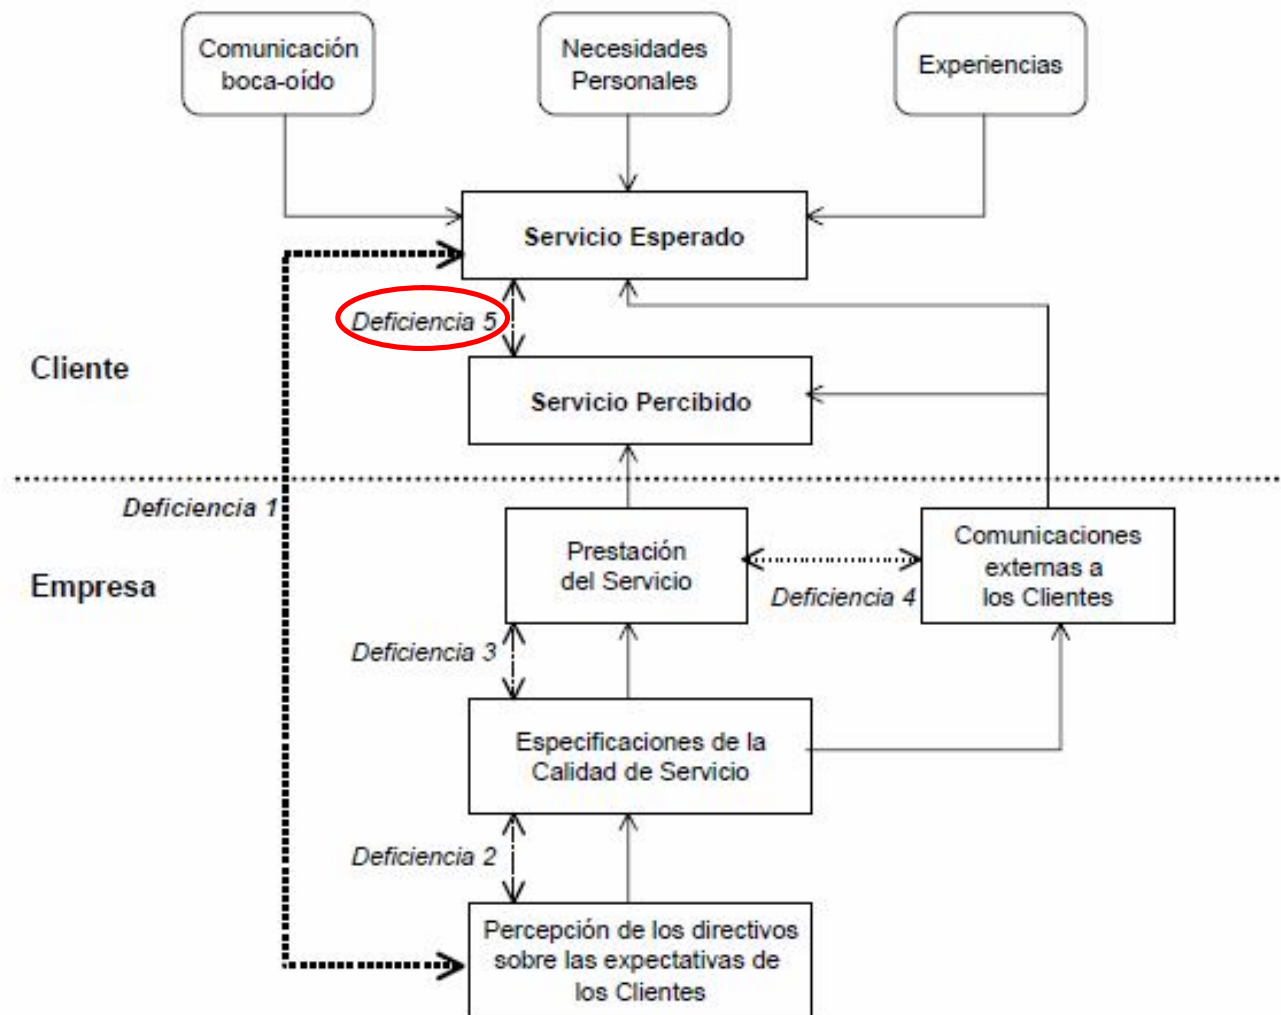 Comunicación
boca-oído
Necesidades
Personales
Experiencias
Servicio Esperado
Deficiencia 5
Cliente
Servicio Percibido
Deficiencia 1
Empresa
Prestación
del Servicio
Deficiencia 4
Comunicaciones
externas a
los Clientes
Deficiencia 3
Especificaciones de la
Calidad de Servicio
Deficiencia 2
Percepción de los directivos
sobre las expectativas de
los Clientes